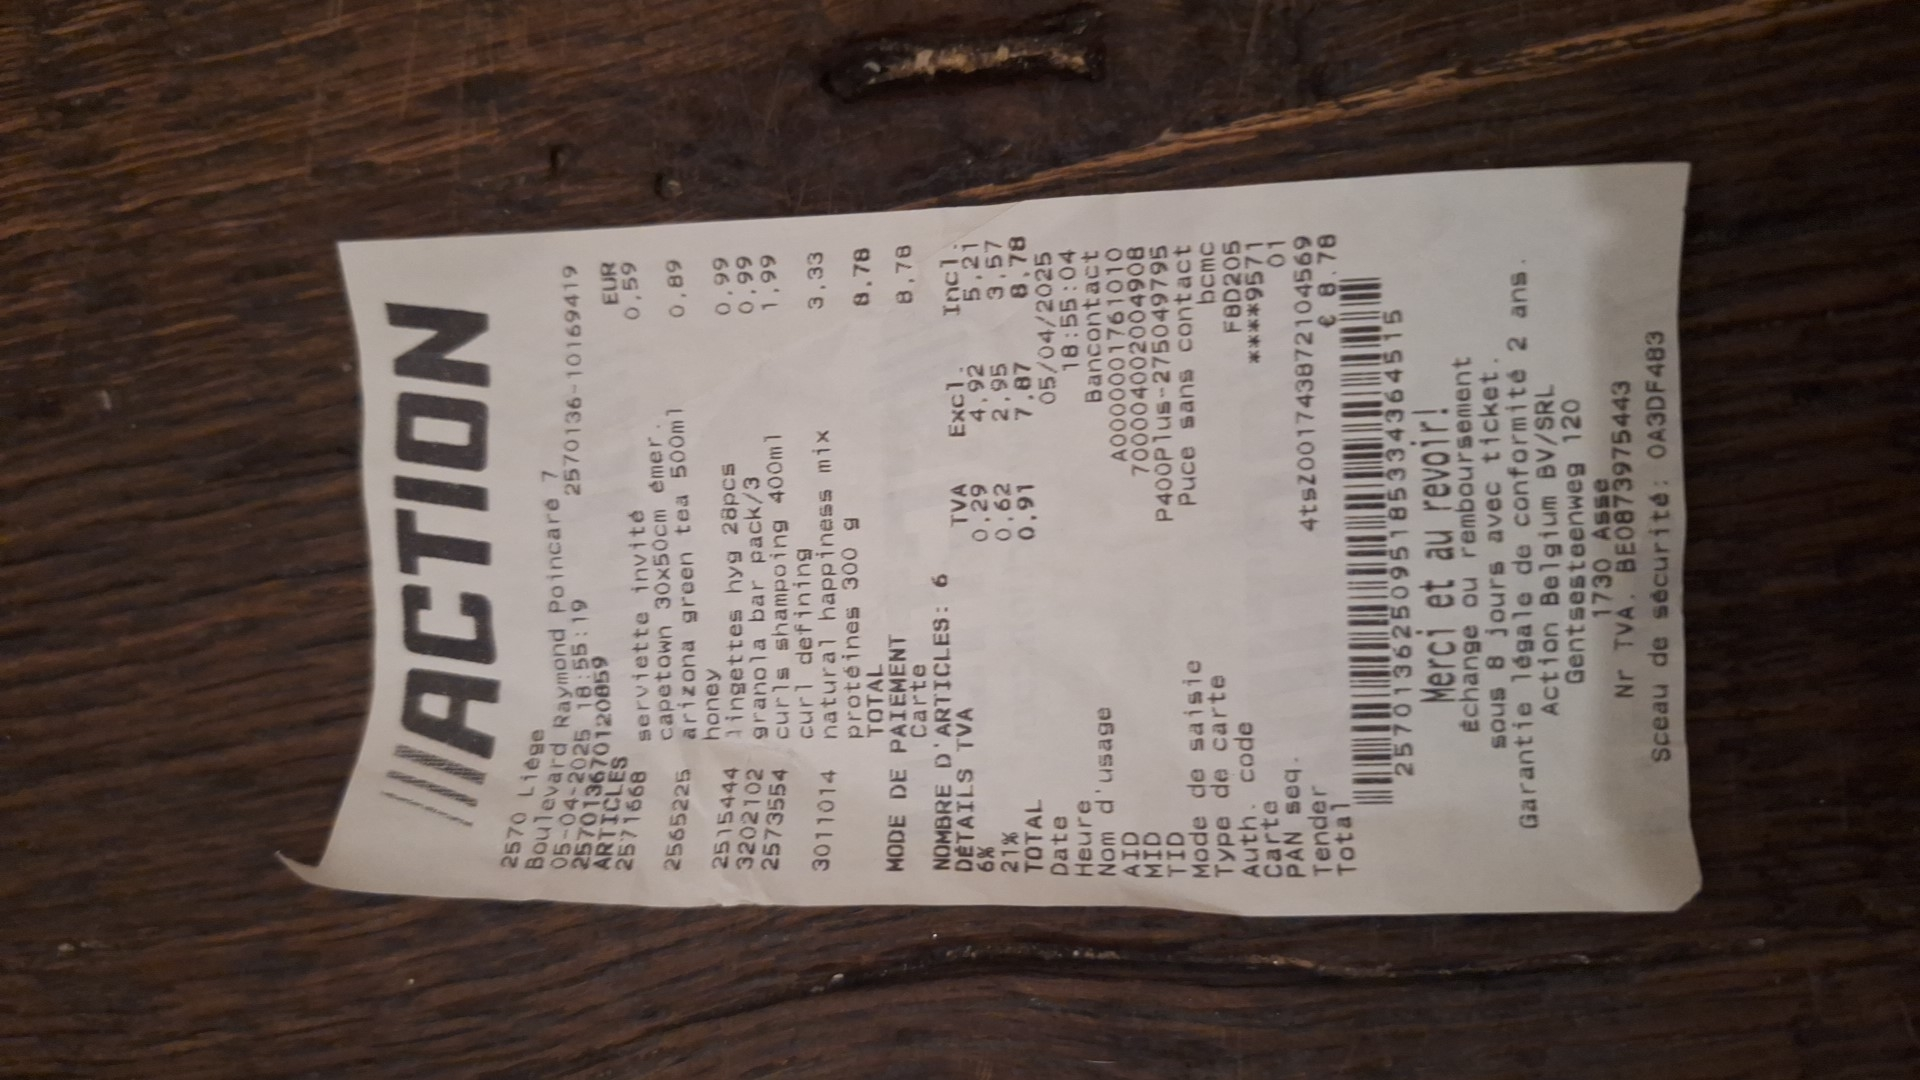 ACTION
2570 Liège
Boulevard Raymond Poincaré 7
05-04-2025 18:55:19 2570136-10169419
257013670120859
ARTICLES EUR
2571668 serviette invité 0,59
capetown 30x50cm émer.
2565225 arizona green tea 500ml 0,89
honey
2515444 lingettes hyg 28pcs 0,99
3202102 granola bar pack/3 0,99
2573554 curls shampoing 400ml 1,99
curl defining
3011014 natural happiness mix 3,33
protéines 300 g
TOTAL 8,78
MODE DE PAIEMENT
Carte 8,78
NOMBRE D'ARTICLES: 6
DÉTAILS TVA TVA Excl. Incl.
6% 0,29 4,92 5,21
21% 0,62 2,95 3,57
TOTAL 0,91 7,87 8,78
Date 05/04/2025
Heure 18:55:04
Nom d'usage Bancontact
AID A0000001761010
MID 700004002004908
TID P400Plus-275049795
Mode de saisie Puce sans contact
Type de carte bcmc
Auth. code FBD205
Carte ****9571
PAN seq. 01
Tender 4tsZ001743872104569
Total € 8.78
2570136250951853343645​15
Merci et au revoir!
Échange ou remboursement
sous 8 jours avec ticket.
Garantie légale de conformité 2 ans.
Action Belgium BV/SRL
Gentsesteenweg 120
1730 Asse
Nr TVA. BE0873975443
Sceau de sécurité: 0A3DF483